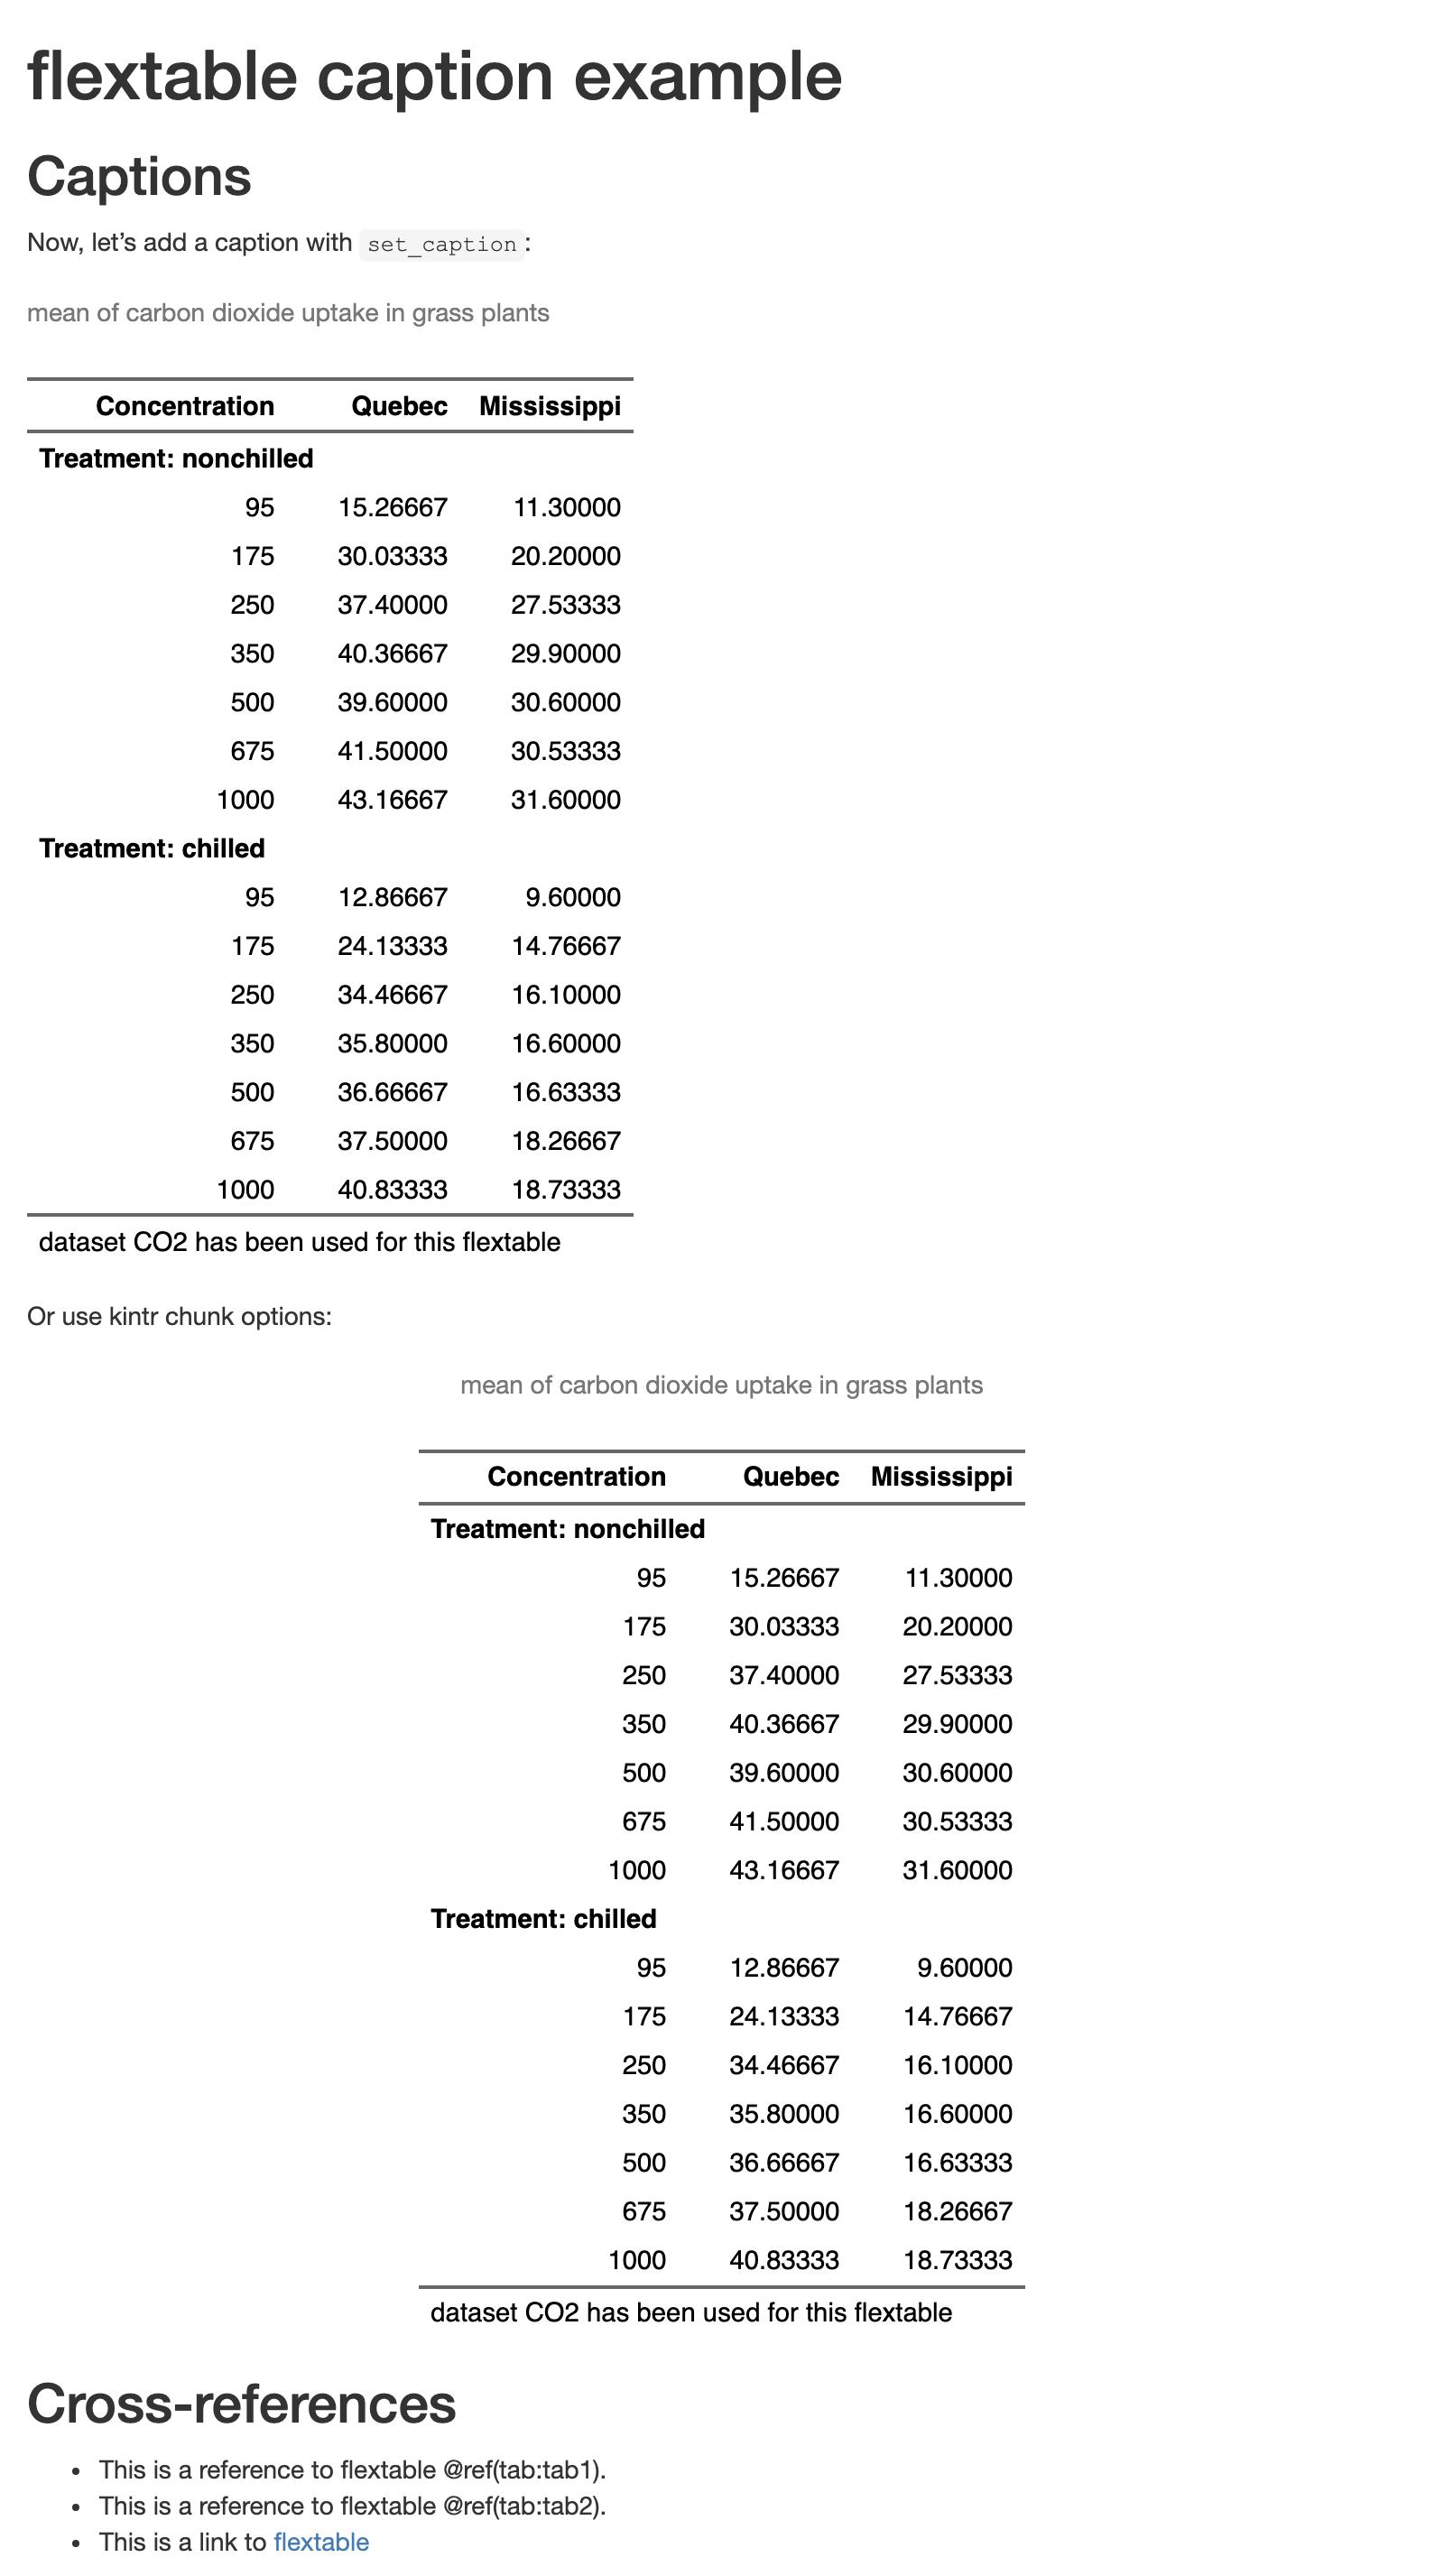 flextable caption example
Captions
Now, let’s add a caption with set_caption:
mean of carbon dioxide uptake in grass plants
Concentration Quebec Mississippi
Treatment: nonchilled
95 15.26667 11.30000
175 30.03333 20.20000
250 37.40000 27.53333
350 40.36667 29.90000
500 39.60000 30.60000
675 41.50000 30.53333
1000 43.16667 31.60000
Treatment: chilled
95 12.86667 9.60000
175 24.13333 14.76667
250 34.46667 16.10000
350 35.80000 16.60000
500 36.66667 16.63333
675 37.50000 18.26667
1000 40.83333 18.73333
dataset CO2 has been used for this flextable
Or use kintr chunk options:
mean of carbon dioxide uptake in grass plants
Concentration Quebec Mississippi
Treatment: nonchilled
95 15.26667 11.30000
175 30.03333 20.20000
250 37.40000 27.53333
350 40.36667 29.90000
500 39.60000 30.60000
675 41.50000 30.53333
1000 43.16667 31.60000
Treatment: chilled
95 12.86667 9.60000
175 24.13333 14.76667
250 34.46667 16.10000
350 35.80000 16.60000
500 36.66667 16.63333
675 37.50000 18.26667
1000 40.83333 18.73333
dataset CO2 has been used for this flextable
Cross-references
• This is a reference to flextable @ref(tab:tab1).
• This is a reference to flextable @ref(tab:tab2).
• This is a link to flextable